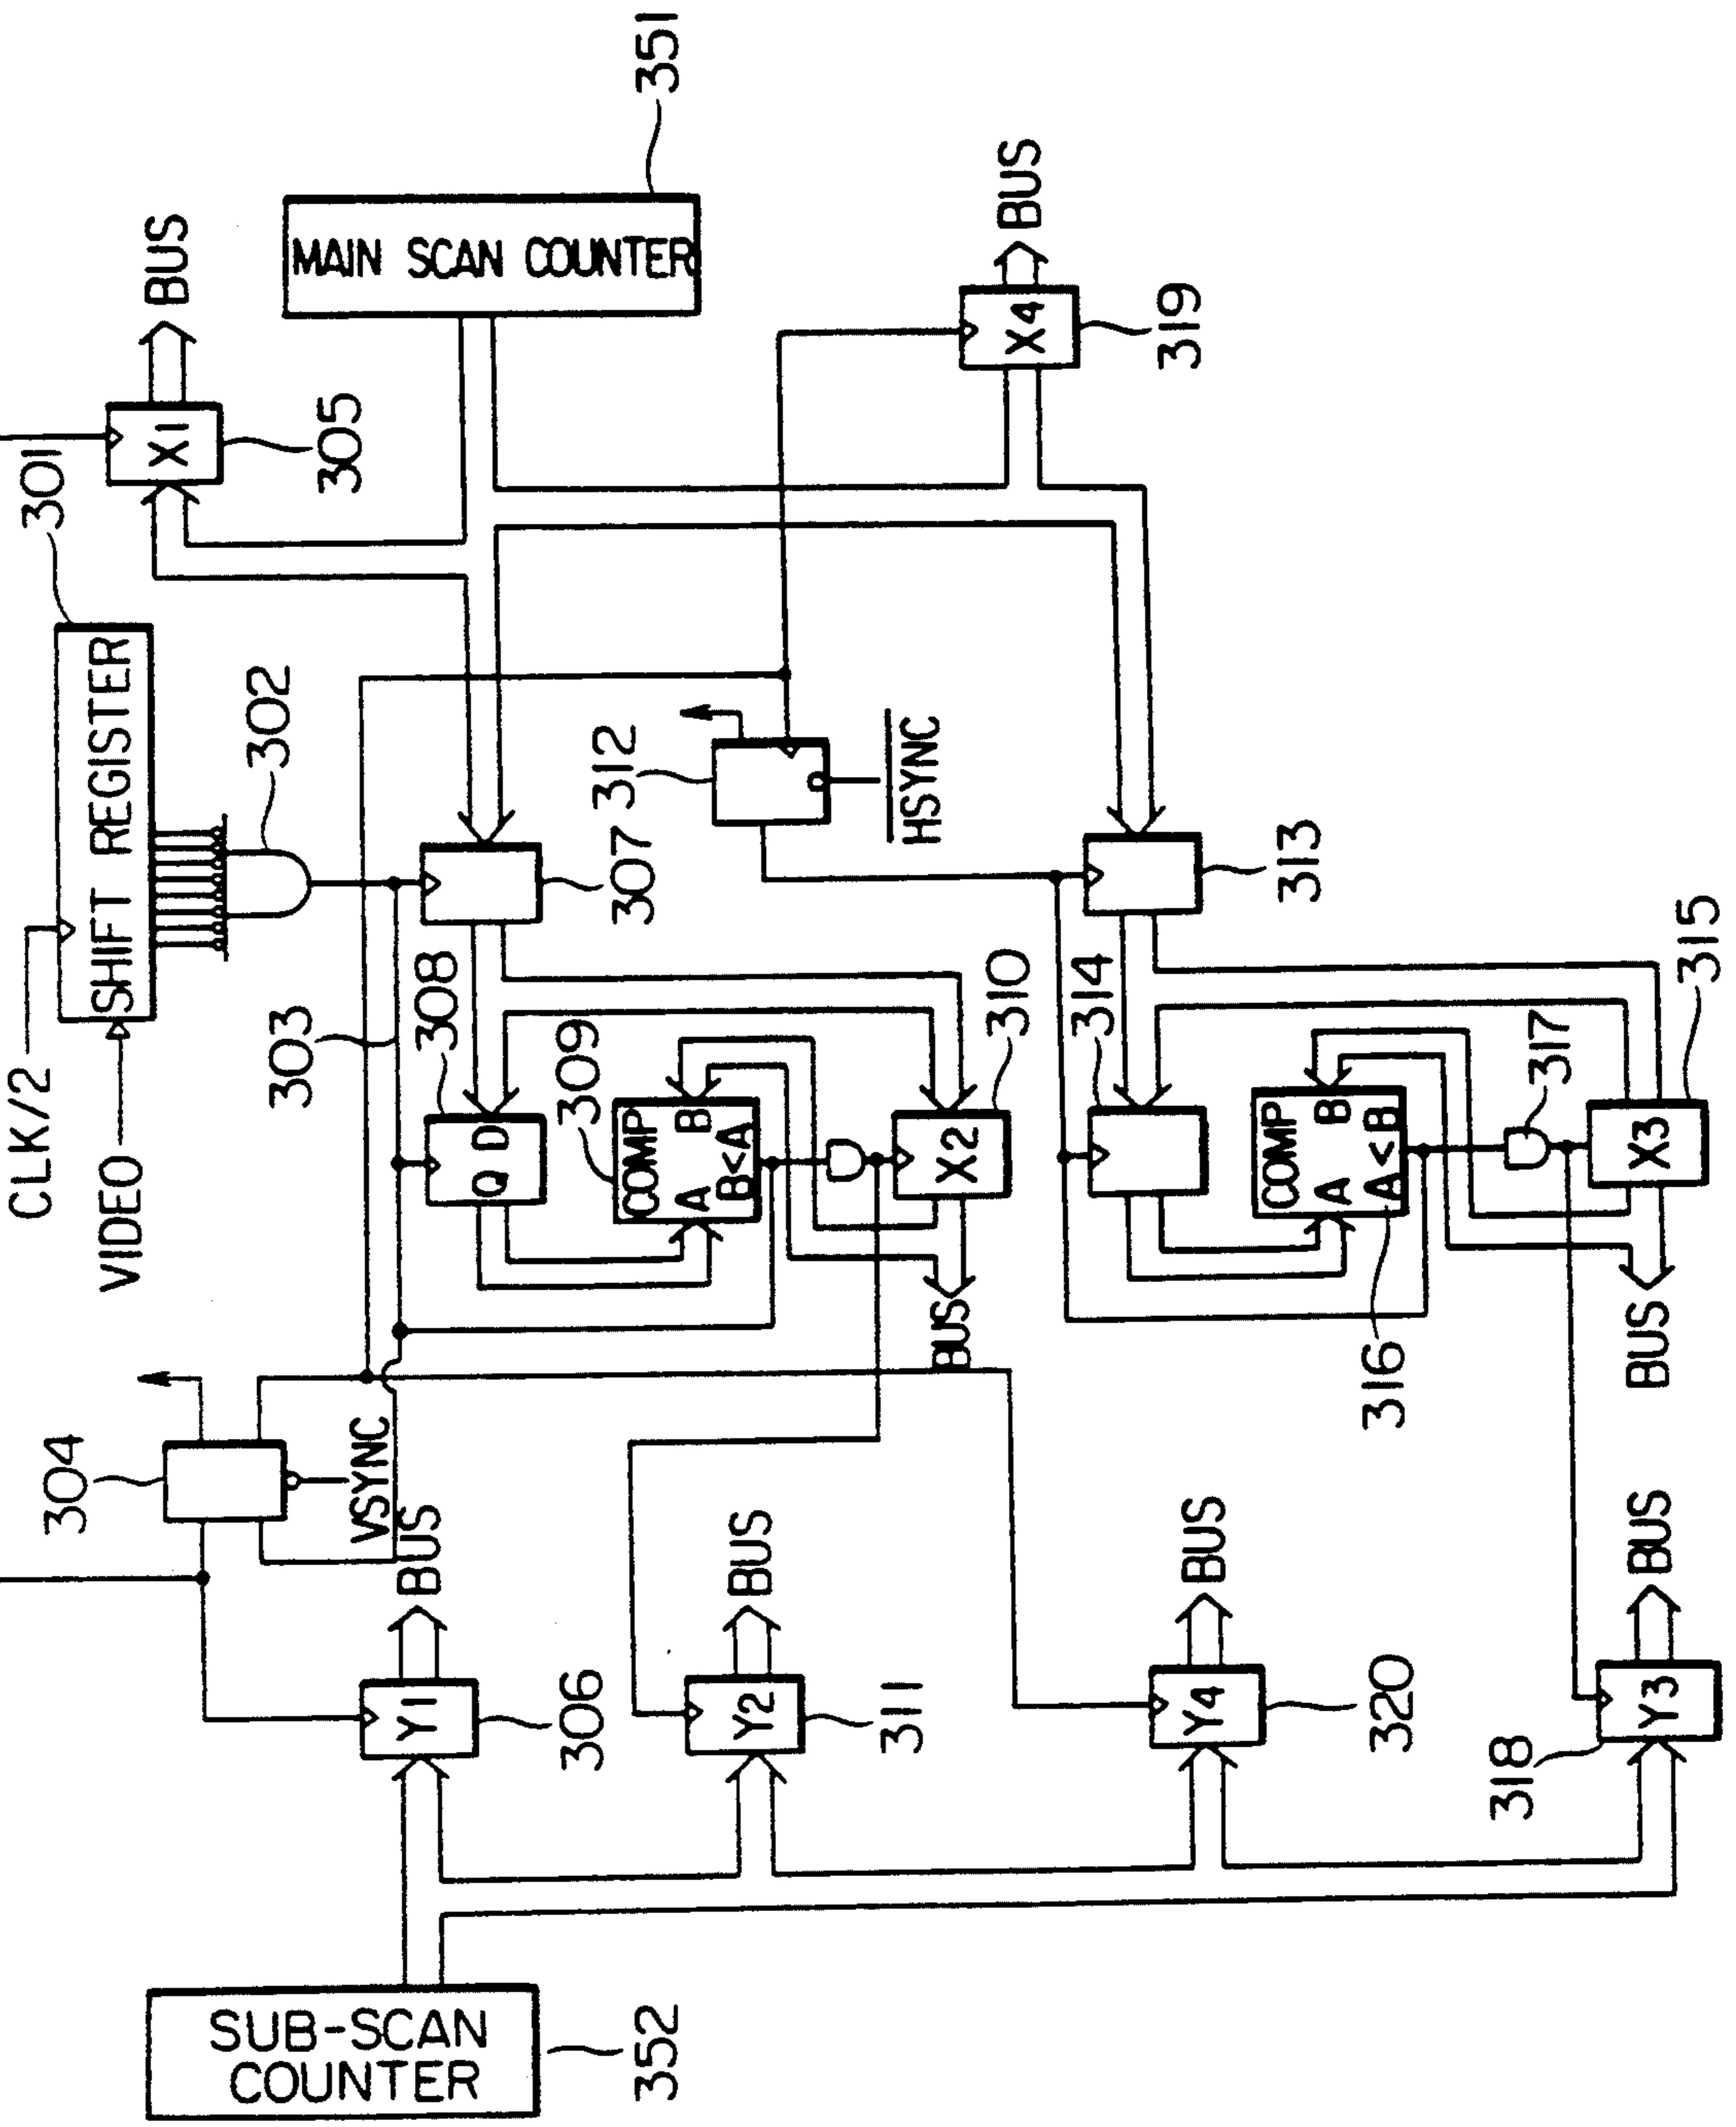 CLK/2
VIDEO
SHIFT REGISTER
301
302
303
304
VSYNC
X1
BUS
305
MAIN SCAN COUNTER
351
307
308
Q D
309
COMP
A B
B<A
X2
310
BUS
312
HSYNC
313
314
COMP
A B
A<B
316
317
X3
315
BUS
X4
BUS
319
SUB-SCAN
COUNTER
352
Y1
BUS
306
Y2
BUS
311
Y4
BUS
320
Y3
BUS
318